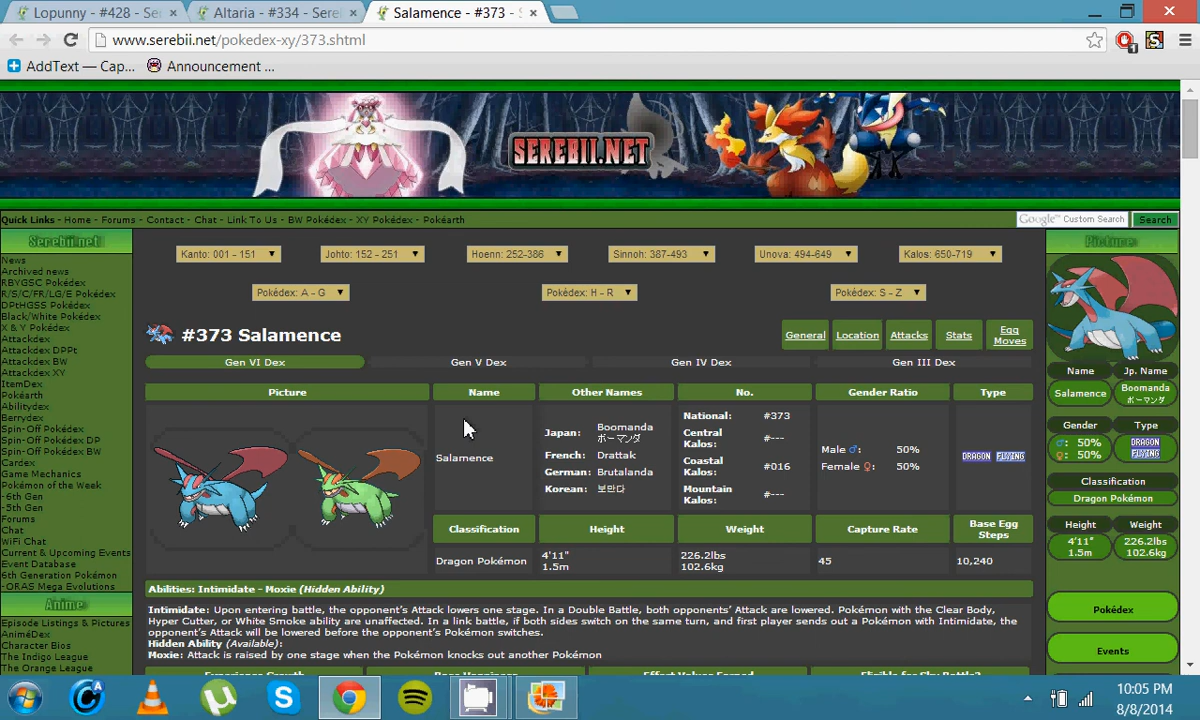 Lopunny - #428 - Sere
Altaria - #334 - Sere
Salamence - #373 - S
www.serebii.net/pokedex-xy/373.shtml
AddText — Cap...
Announcement ...
SEREBII.NET
Quick Links - Home - Forums - Contact - Chat - Link To Us - BW Pokédex - XY Pokédex - Pokéarth
Google™ Custom Search
Search
Serebii.net
News
Archived news
RBYGSC Pokédex
R/S/C/FR/LG/E Pokédex
DPtHGSS Pokédex
Black/White Pokédex
X & Y Pokédex
Attackdex
Attackdex DPPt
Attackdex BW
Attackdex XY
ItemDex
Pokéarth
Abilitydex
Berrydex
Spin-Off Pokédex
Spin-Off Pokédex DP
Spin-Off Pokédex BW
Cardex
Game Mechanics
Pokémon of the Week
-6th Gen
-5th Gen
Forums
Chat
WiFi Chat
Current & Upcoming Events
Event Database
6th Generation Pokémon
-ORAS Mega Evolutions
Anime
Episode Listings & Pictures
AniméDex
Character Bios
The Indigo League
The Orange League
Kanto: 001 - 151
Johto: 152 - 251
Hoenn: 252-386
Sinnoh: 387-493
Unova: 494-649
Kalos: 650-719
Pokédex: A - G
Pokédex: H - R
Pokédex: S - Z
#373 Salamence
General
Location
Attacks
Stats
Egg
Moves
Gen VI Dex
Gen V Dex
Gen IV Dex
Gen III Dex
Picture
Name
Other Names
No.
Gender Ratio
Type
Salamence
Japan: Boomanda
ボーマンダ
French: Drattak
German: Brutalanda
Korean: 보만다
National: #373
Central
Kalos: #---
Coastal
Kalos: #016
Mountain
Kalos: #---
Male ♂: 50%
Female ♀: 50%
DRAGON FLYING
Classification
Height
Weight
Capture Rate
Base Egg
Steps
Dragon Pokémon
4'11"
1.5m
226.2lbs
102.6kg
45
10,240
Abilities: Intimidate - Moxie (Hidden Ability)
Intimidate: Upon entering battle, the opponent's Attack lowers one stage. In a Double Battle, both opponents' Attack are lowered. Pokémon with the Clear Body,
Hyper Cutter, or White Smoke ability are unaffected. In a link battle, if both sides switch on the same turn, and first player sends out a Pokémon with Intimidate, the
opponent's Attack will be lowered before the opponent's Pokémon switches.
Hidden Ability (Available):
Moxie: Attack is raised by one stage when the Pokémon knocks out another Pokémon
Picture
Name
Jp. Name
Salamence
Boomanda
ボーマンダ
Gender
Type
♂: 50%
♀: 50%
DRAGON
FLYING
Classification
Dragon Pokémon
Height
Weight
4'11"
1.5m
226.2lbs
102.6kg
Pokédex
Events
10:05 PM
8/8/2014